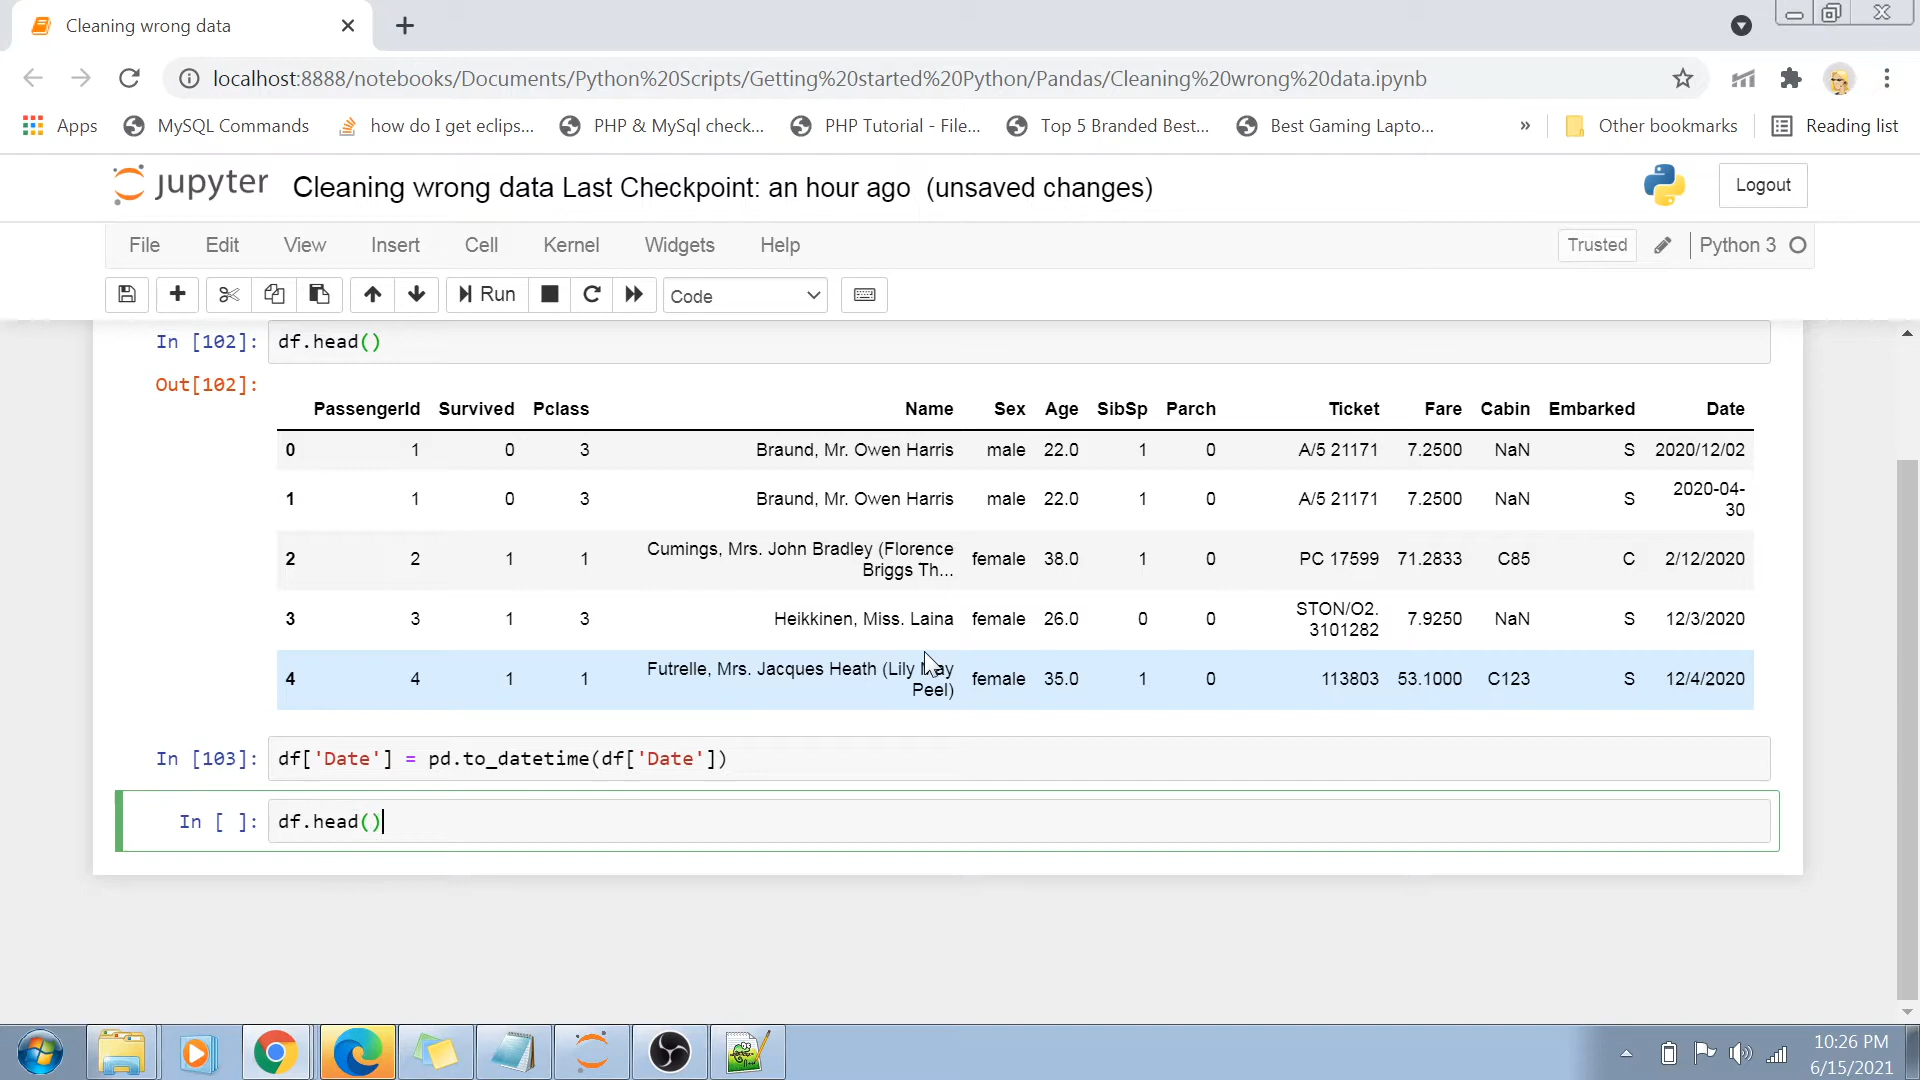 Cleaning wrong data
localhost:8888/notebooks/Documents/Python%20Scripts/Getting%20started%20Python/Pandas/Cleaning%20wrong%20data.ipynb
Apps MySQL Commands how do I get eclips... PHP & MySql check... PHP Tutorial - File... Top 5 Branded Best... Best Gaming Lapto... » Other bookmarks Reading list
jupyter Cleaning wrong data Last Checkpoint: an hour ago (unsaved changes) Logout
File Edit View Insert Cell Kernel Widgets Help Trusted Python 3
Run Code
In [102]: df.head()
Out[102]:
PassengerId Survived Pclass Name Sex Age SibSp Parch Ticket Fare Cabin Embarked Date
0 1 0 3 Braund, Mr. Owen Harris male 22.0 1 0 A/5 21171 7.2500 NaN S 2020/12/02
1 1 0 3 Braund, Mr. Owen Harris male 22.0 1 0 A/5 21171 7.2500 NaN S 2020-04-
30
2 2 1 1 Cumings, Mrs. John Bradley (Florence female 38.0 1 0 PC 17599 71.2833 C85 C 2/12/2020
Briggs Th...
3 3 1 3 Heikkinen, Miss. Laina female 26.0 0 0 STON/O2. 7.9250 NaN S 12/3/2020
3101282
4 4 1 1 Futrelle, Mrs. Jacques Heath (Lily May female 35.0 1 0 113803 53.1000 C123 S 12/4/2020
Peel)
In [103]: df['Date'] = pd.to_datetime(df['Date'])
In [ ]: df.head()
10:26 PM
6/15/2021